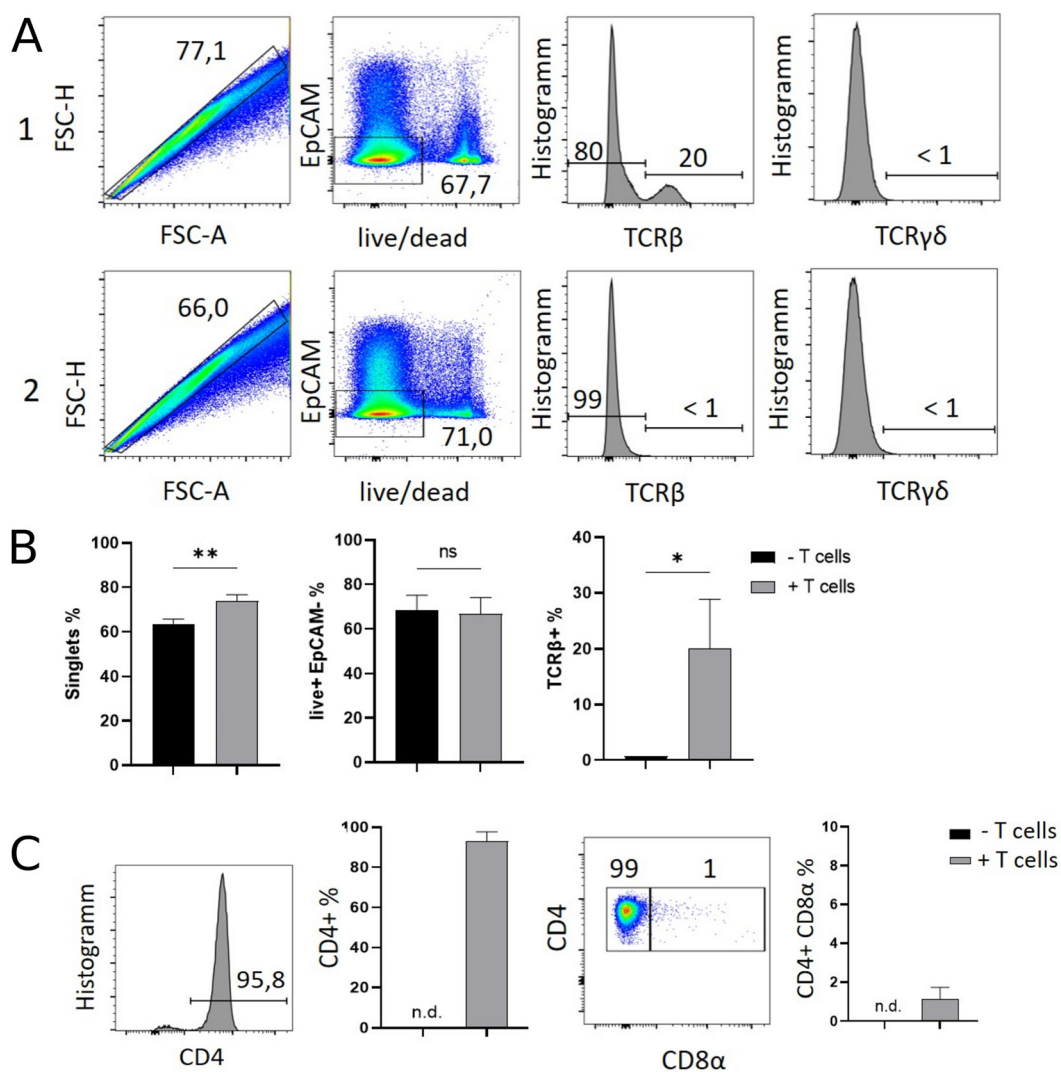 A
1
77,1
FSC-H
FSC-A
EpCAM
67,7
live/dead
Histogramm
80
20
TCRβ
Histogramm
< 1
TCRγδ
2
66,0
FSC-H
FSC-A
EpCAM
71,0
live/dead
Histogramm
99
< 1
TCRβ
Histogramm
< 1
TCRγδ
B
Singlets %
100
80
60
40
20
0
**
live+ EpCAM- %
100
80
60
40
20
0
ns
TCRβ+ %
40
30
20
10
0
*
- T cells
+ T cells
C
Histogramm
95,8
CD4
CD4+ %
100
80
60
40
20
0
n.d.
CD4
99
1
CD8α
CD4+ CD8α %
10
8
6
4
2
0
n.d.
- T cells
+ T cells